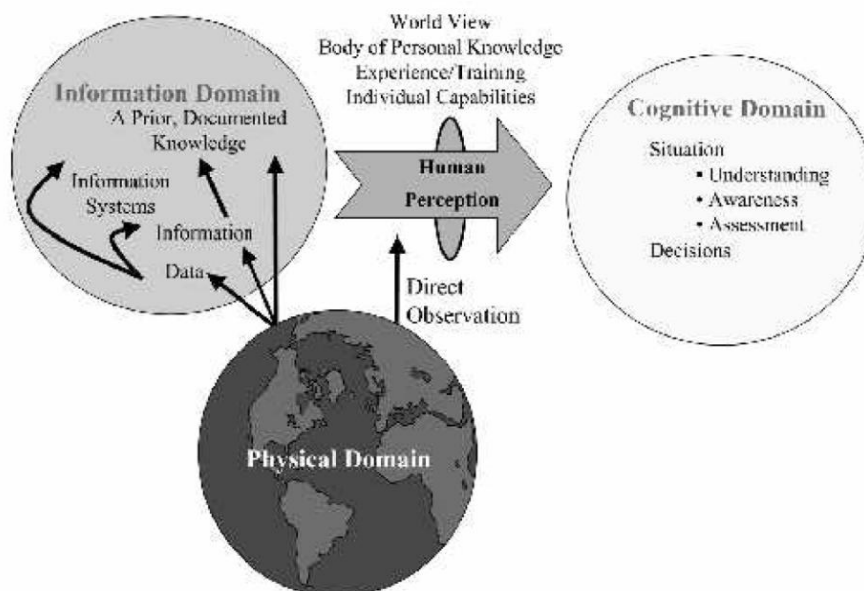 World View
Body of Personal Knowledge
Experience/Training
Individual Capabilities
Information Domain
A Prior, Documented
Knowledge
Information
Systems
Information
Data
Human
Perception
Direct
Observation
Cognitive Domain
Situation
▪ Understanding
• Awareness
• Assessment
Decisions
Physical Domain